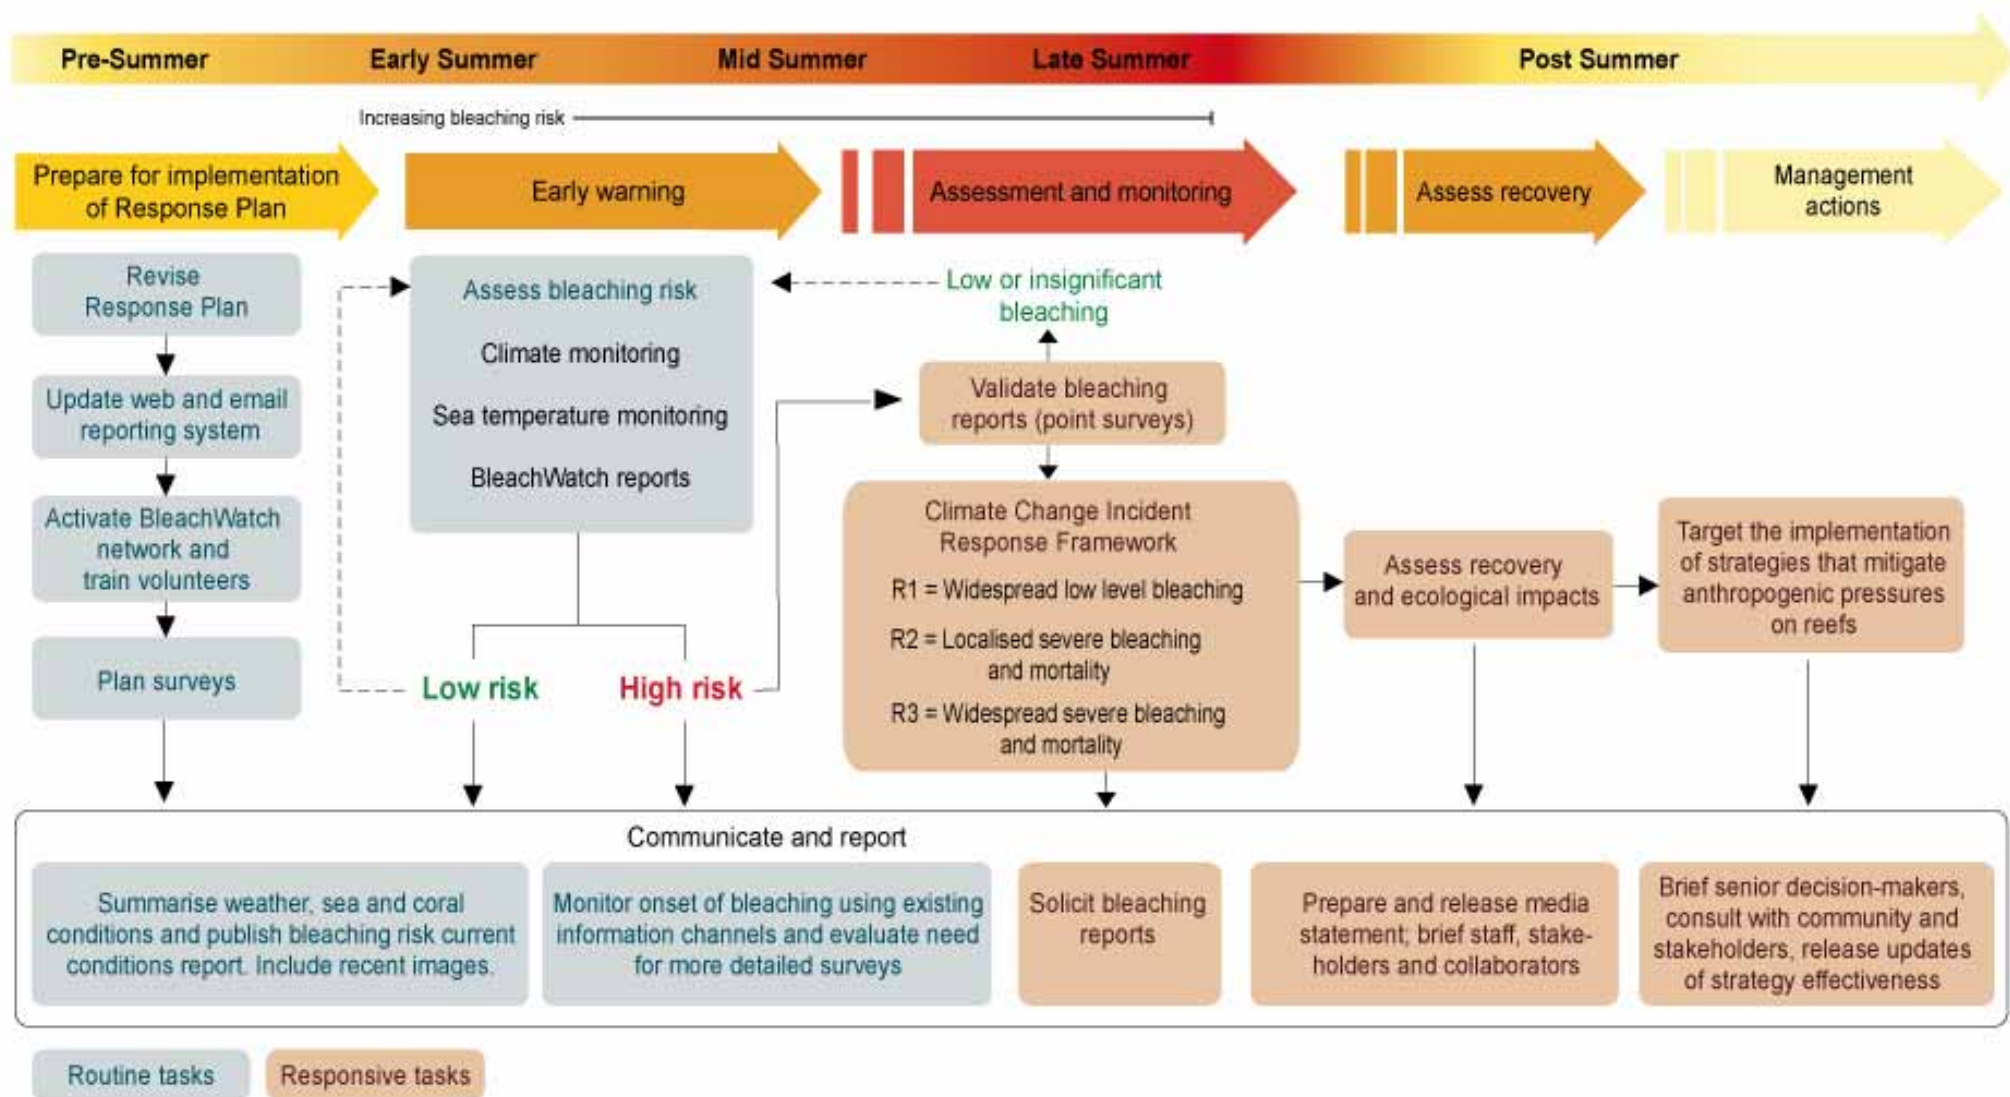 Pre-Summer
Early Summer
Mid Summer
Late Summer
Post Summer
Increasing bleaching risk
Prepare for implementation
of Response Plan
Early warning
Assessment and monitoring
Assess recovery
Management
actions
Revise
Response Plan
Update web and email
reporting system
Activate BleachWatch
network and
train volunteers
Plan surveys
Assess bleaching risk
Climate monitoring
Sea temperature monitoring
BleachWatch reports
Low risk
High risk
Low or insignificant
bleaching
Validate bleaching
reports (point surveys)
Climate Change Incident
Response Framework
R1 = Widespread low level bleaching
R2 = Localised severe bleaching
and mortality
R3 = Widespread severe bleaching
and mortality
Assess recovery
and ecological impacts
Target the implementation
of strategies that mitigate
anthropogenic pressures
on reefs
Communicate and report
Summarise weather, sea and coral
conditions and publish bleaching risk current
conditions report. Include recent images.
Monitor onset of bleaching using existing
information channels and evaluate need
for more detailed surveys
Solicit bleaching
reports
Prepare and release media
statement; brief staff, stake-
holders and collaborators
Brief senior decision-makers,
consult with community and
stakeholders, release updates
of strategy effectiveness
Routine tasks
Responsive tasks